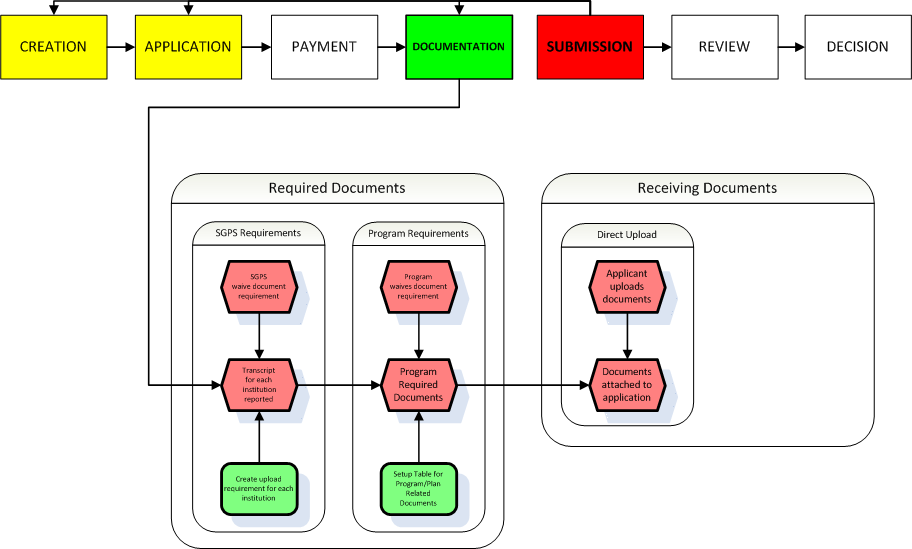 CREATION
APPLICATION
PAYMENT
DOCUMENTATION
SUBMISSION
REVIEW
DECISION
Required Documents
Receiving Documents
SGPS Requirements
Program Requirements
Direct Upload
SGPS
waive document
requirement
Program
waives document
requirement
Applicant
uploads
documents
Transcript
for each
institution
reported
Program
Required
Documents
Documents
attached to
application
Create upload
requirement for each
institution
Setup Table for
Program/Plan
Related
Documents